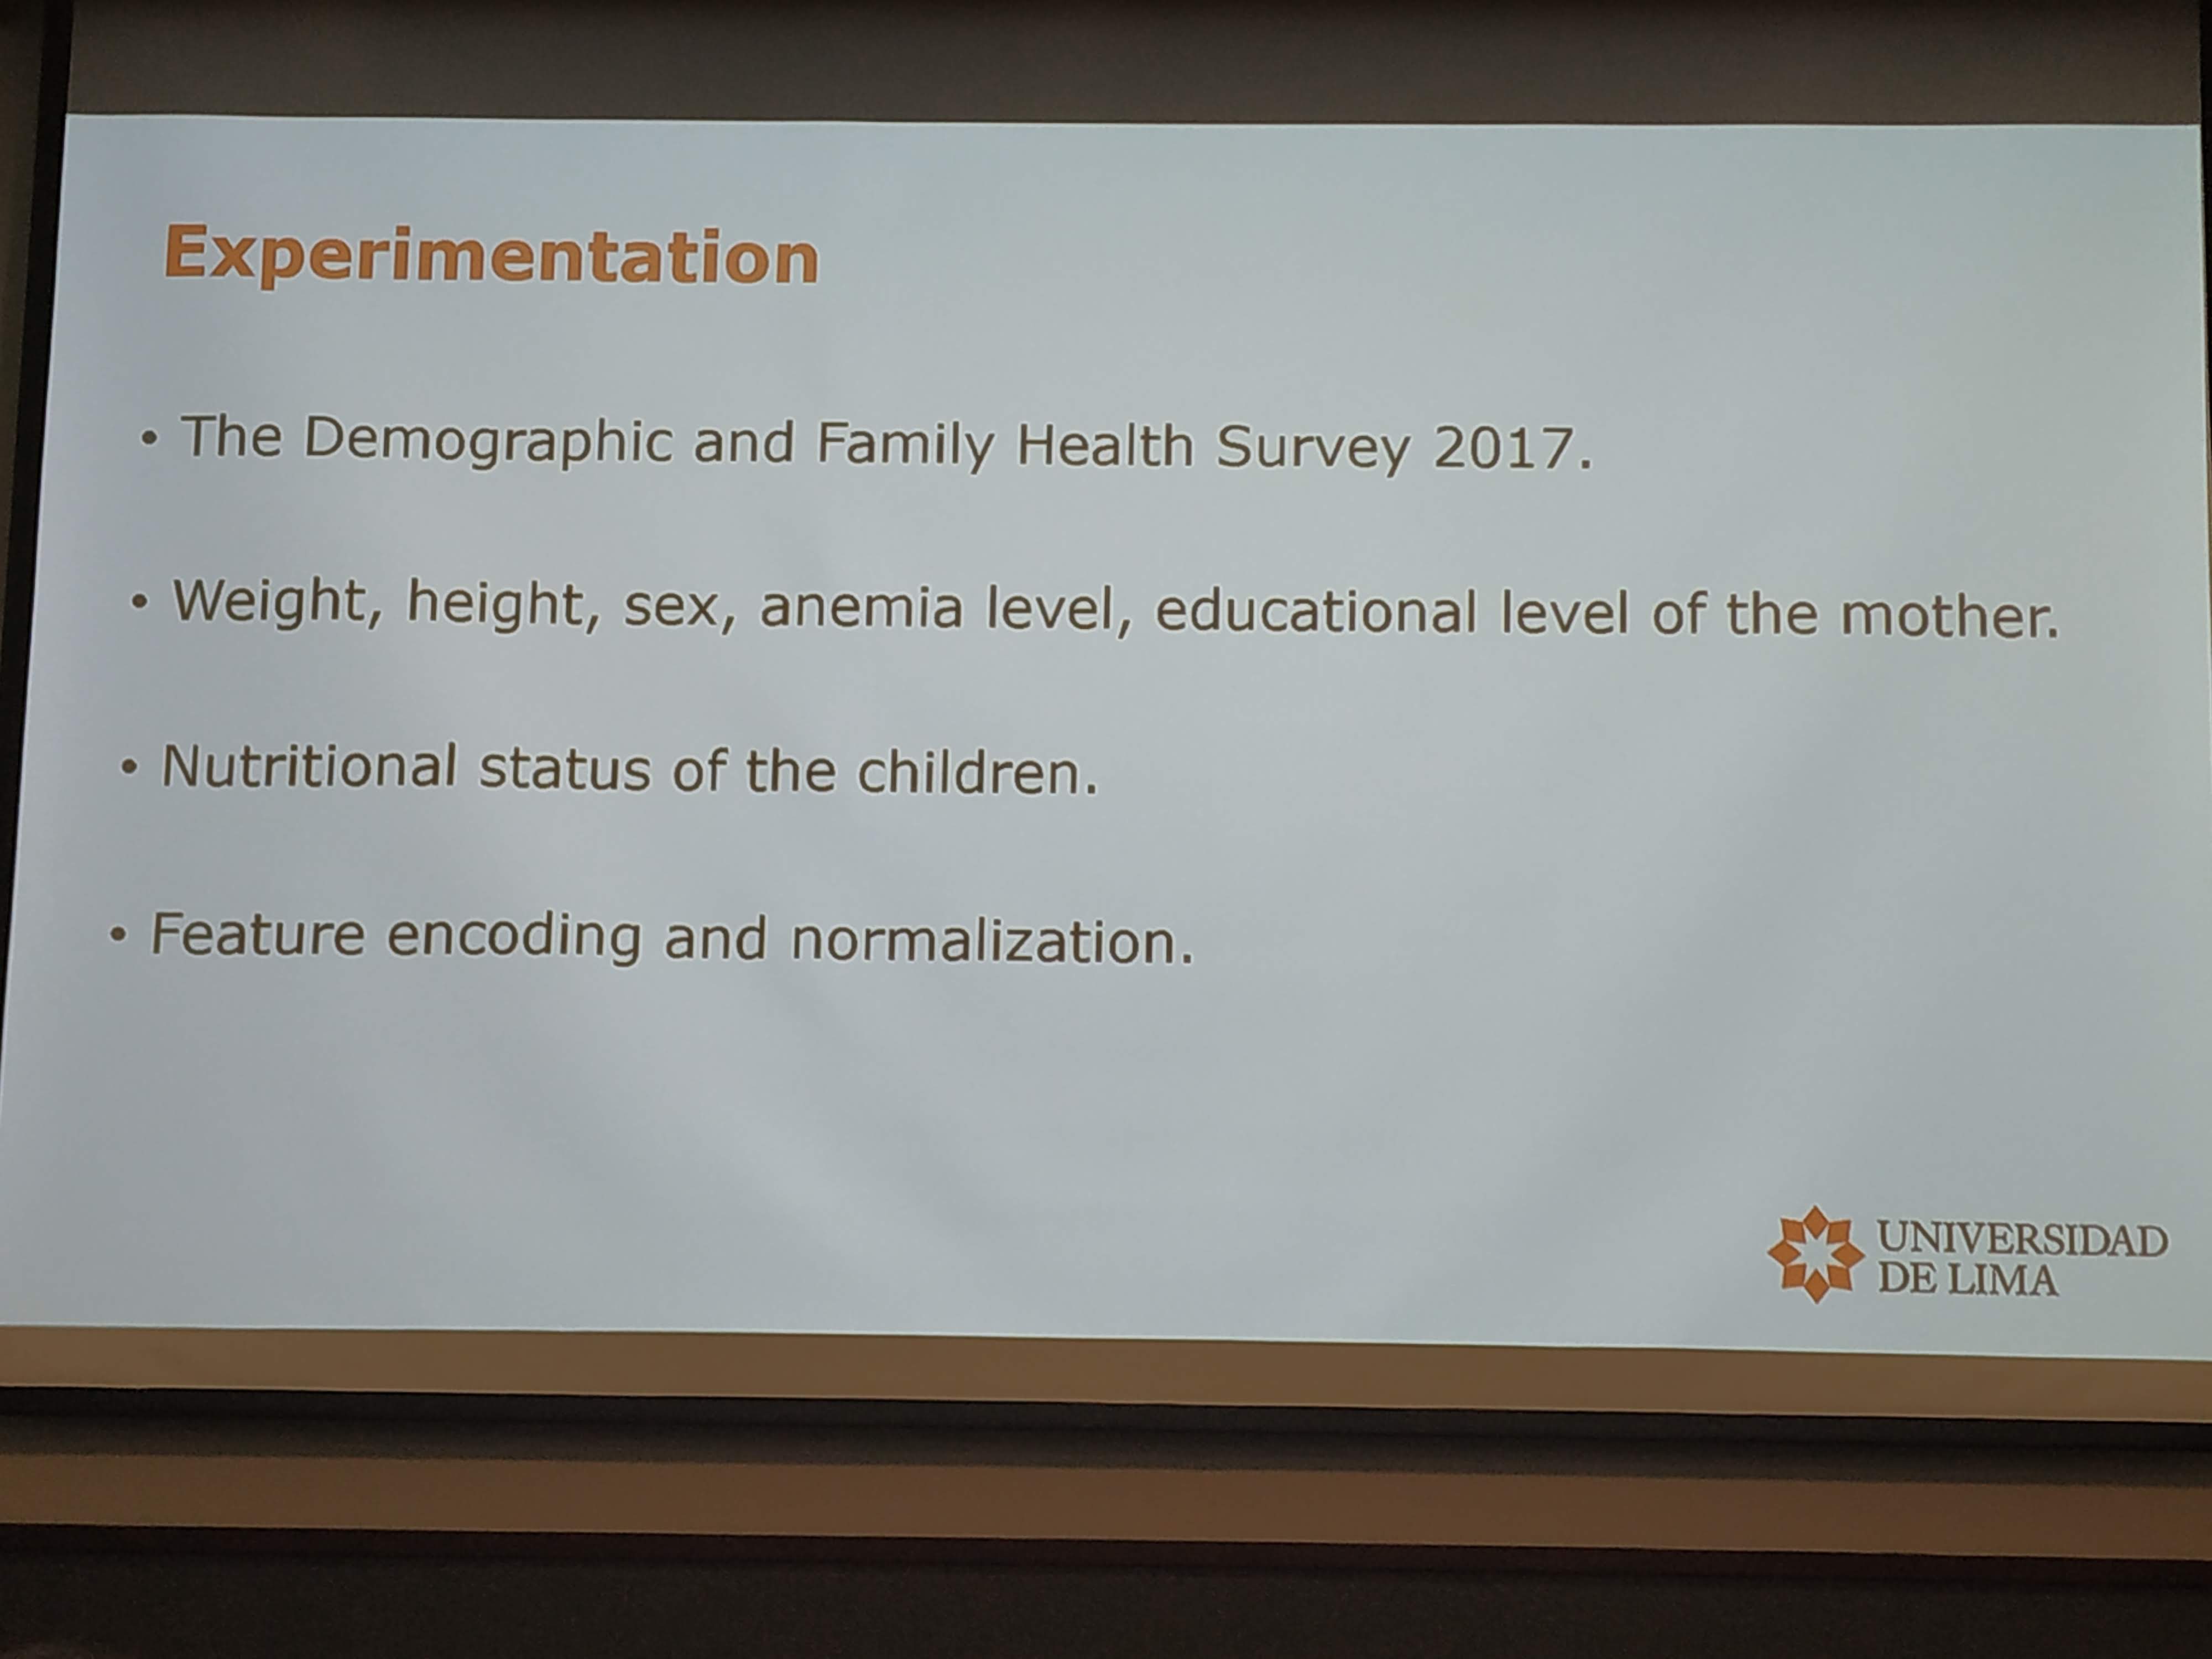 Experimentation
• The Demographic and Family Health Survey 2017.
• Weight, height, sex, anemia level, educational level of the mother.
• Nutritional status of the children.
• Feature encoding and normalization.
UNIVERSIDAD
DE LIMA